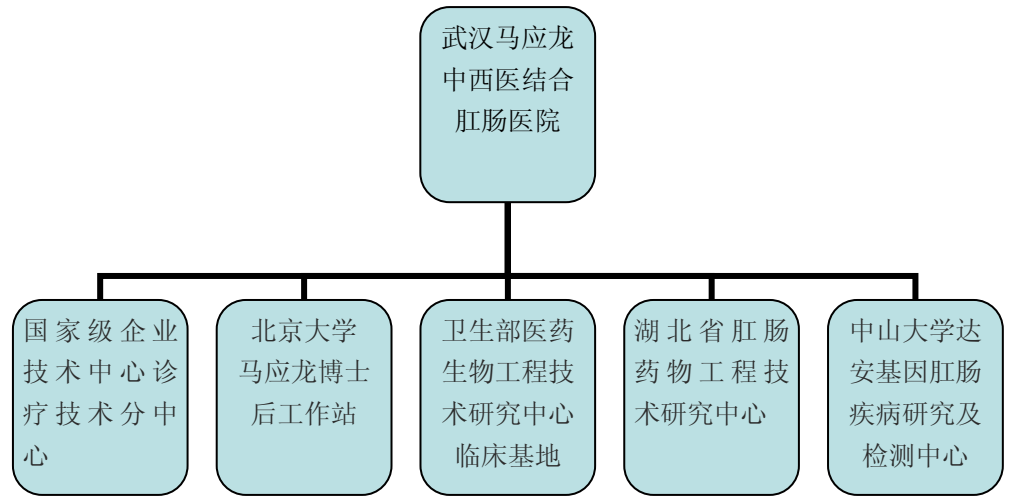 武汉马应龙
中西医结合
肛肠医院
国家级企业
技术中心诊
疗技术分中
心
北京大学
马应龙博士
后工作站
卫生部医药
生物工程技
术研究中心
临床基地
湖北省肛肠
药物工程技
术研究中心
中山大学达
安基因肛肠
疾病研究及
检测中心